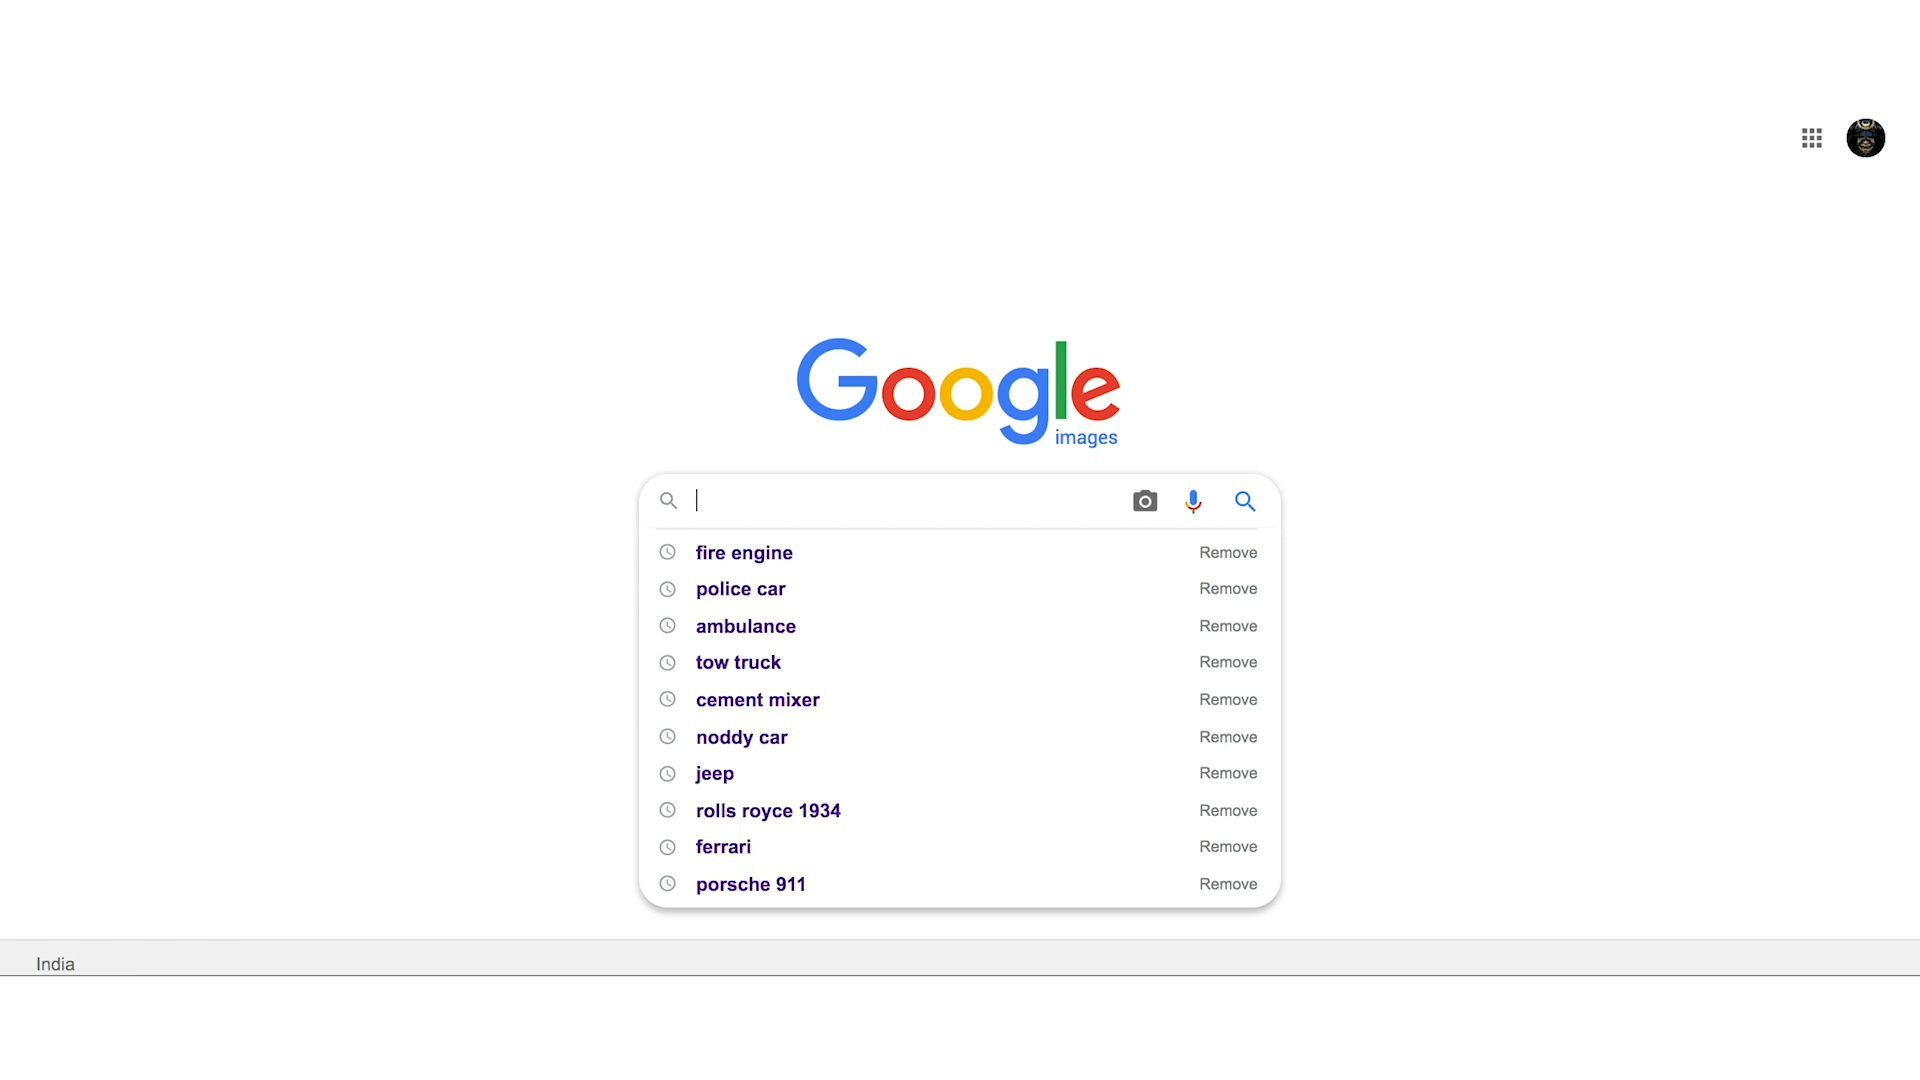 Google
images
fire engine Remove
police car Remove
ambulance Remove
tow truck Remove
cement mixer Remove
noddy car Remove
jeep Remove
rolls royce 1934 Remove
ferrari Remove
porsche 911 Remove
India